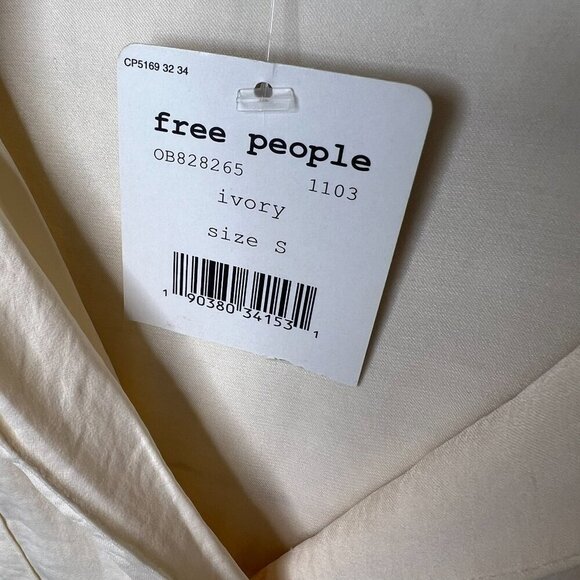 CP5169 32 34
free people
OB828265 1103
ivory
size S
1 90380 34153 1